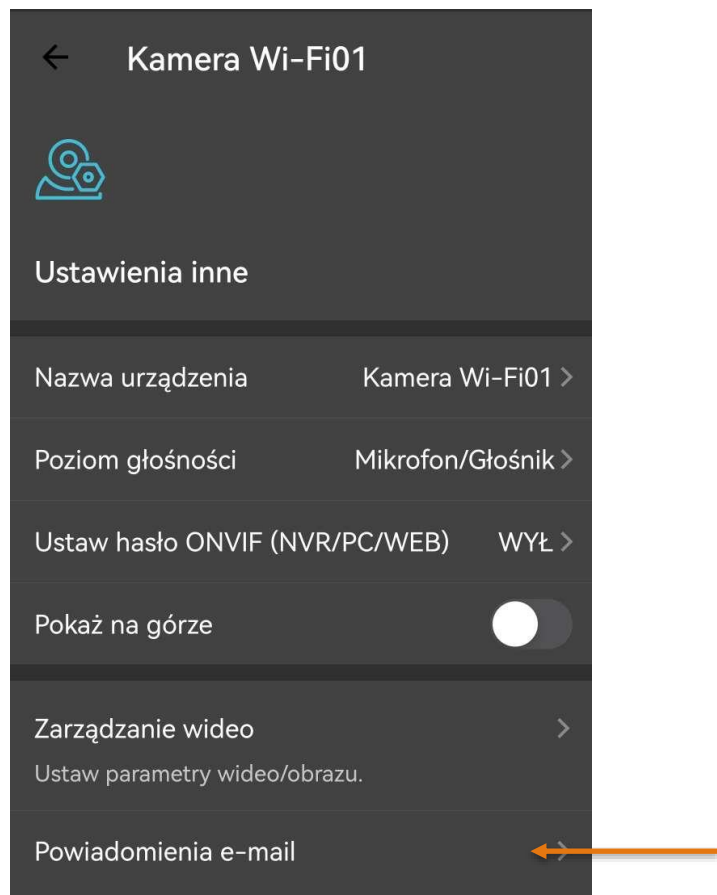 Kamera Wi-Fi01
Ustawienia inne
Nazwa urządzenia Kamera Wi-Fi01
Poziom głośności Mikrofon/Głośnik
Ustaw hasło ONVIF (NVR/PC/WEB) WYŁ
Pokaż na górze
Zarządzanie wideo
Ustaw parametry wideo/obrazu.
Powiadomienia e-mail